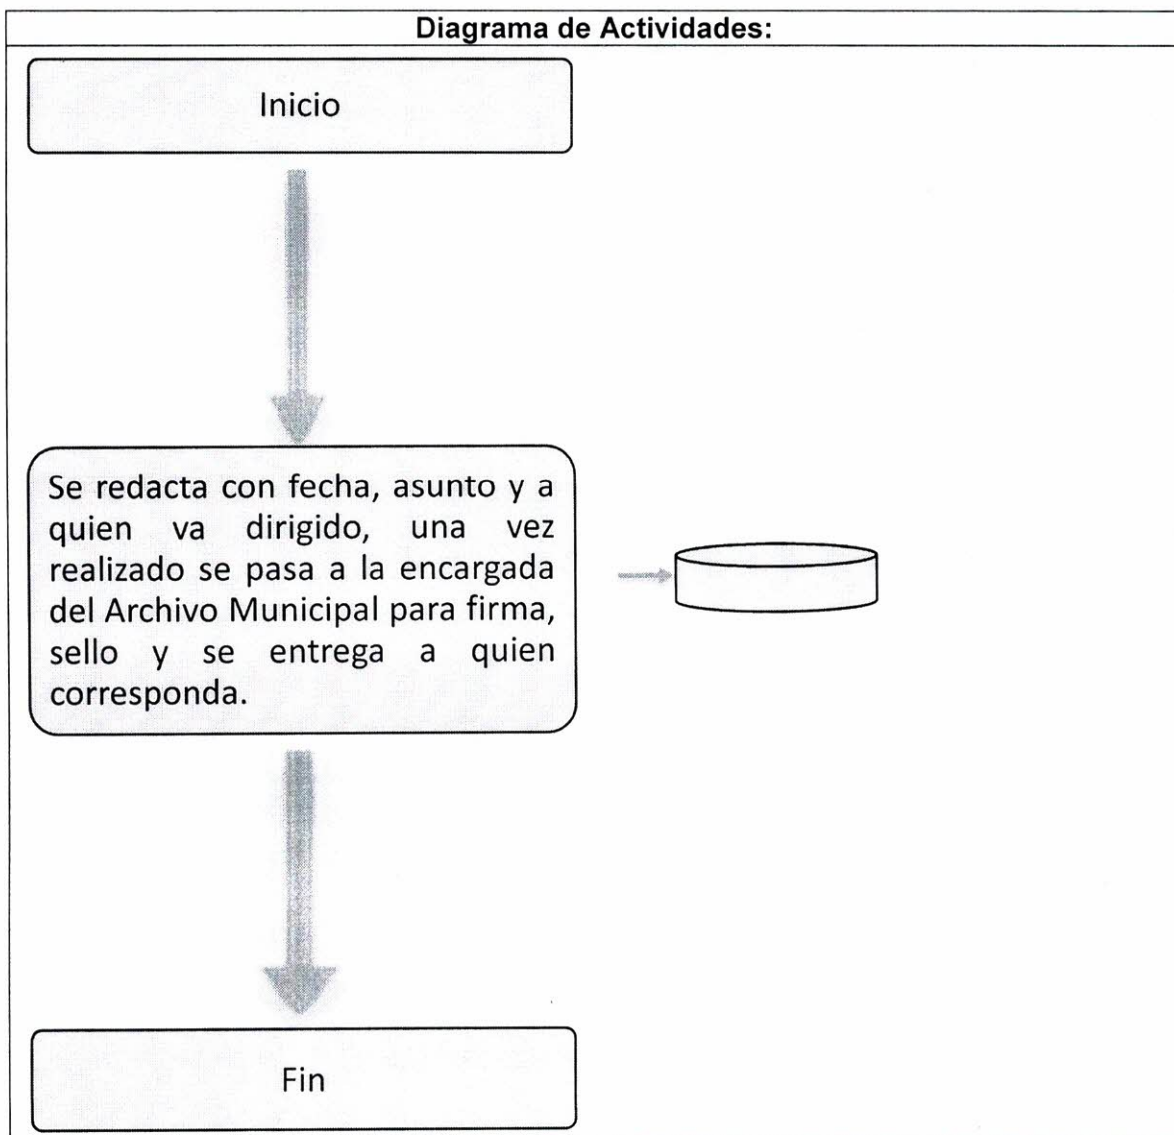 Diagrama de Actividades:
Inicio
Se redacta con fecha, asunto y a
quien va dirigido, una vez
realizado se pasa a la encargada
del Archivo Municipal para firma,
sello y se entrega a quien
corresponda.
Fin